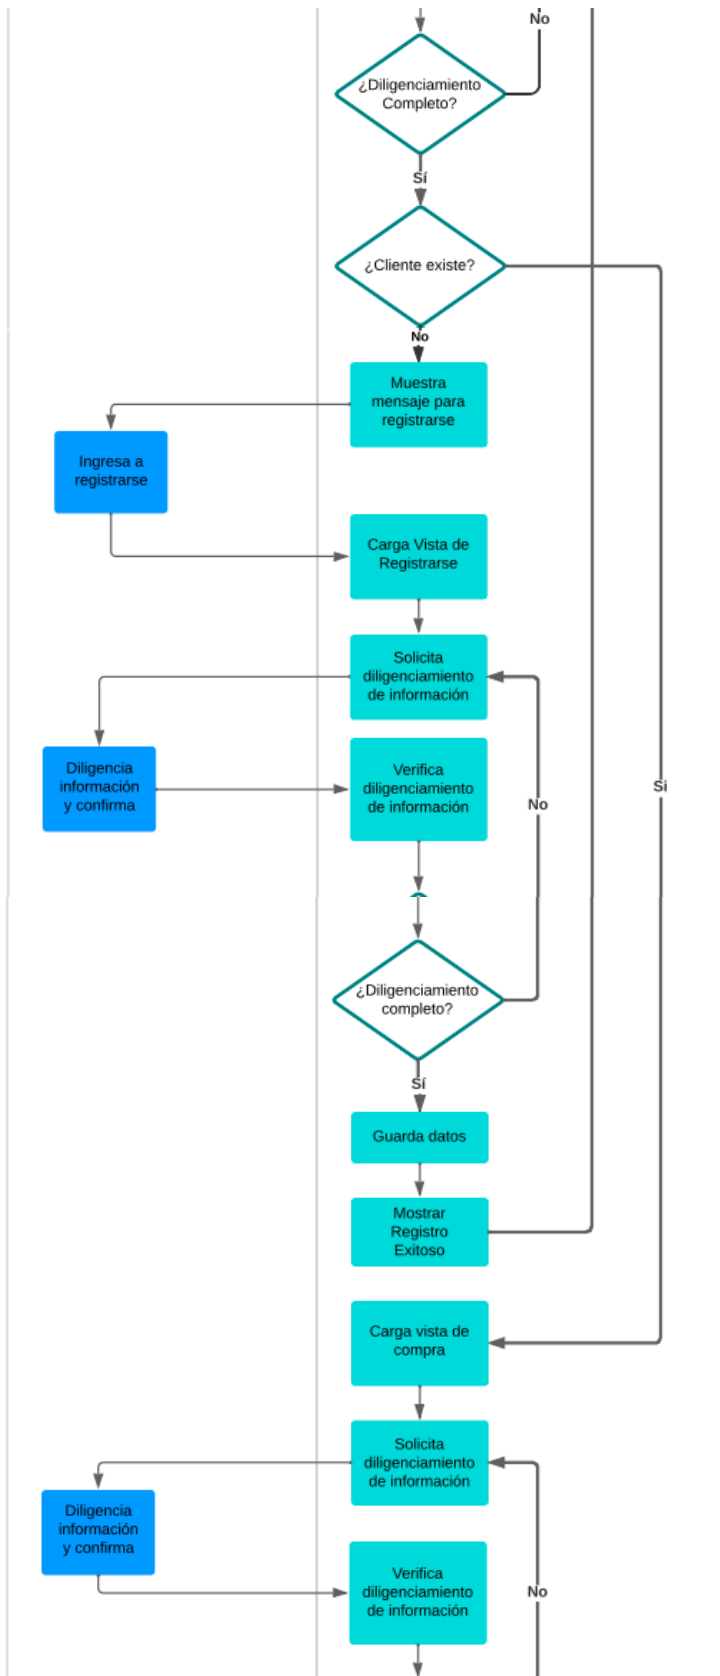 No
¿Diligenciamiento
Completo?
Sí
¿Cliente existe?
No
Muestra
mensaje para
registrarse
Ingresa a
registrarse
Carga Vista de
Registrarse
Solicita
diligenciamiento
de información
Diligencia
información
y confirma
Verifica
diligenciamiento
de información
Si
No
¿Diligenciamiento
completo?
Sí
Guarda datos
Mostrar
Registro
Exitoso
Carga vista de
compra
Solicita
diligenciamiento
de información
Diligencia
información
y confirma
Verifica
diligenciamiento
de información
No